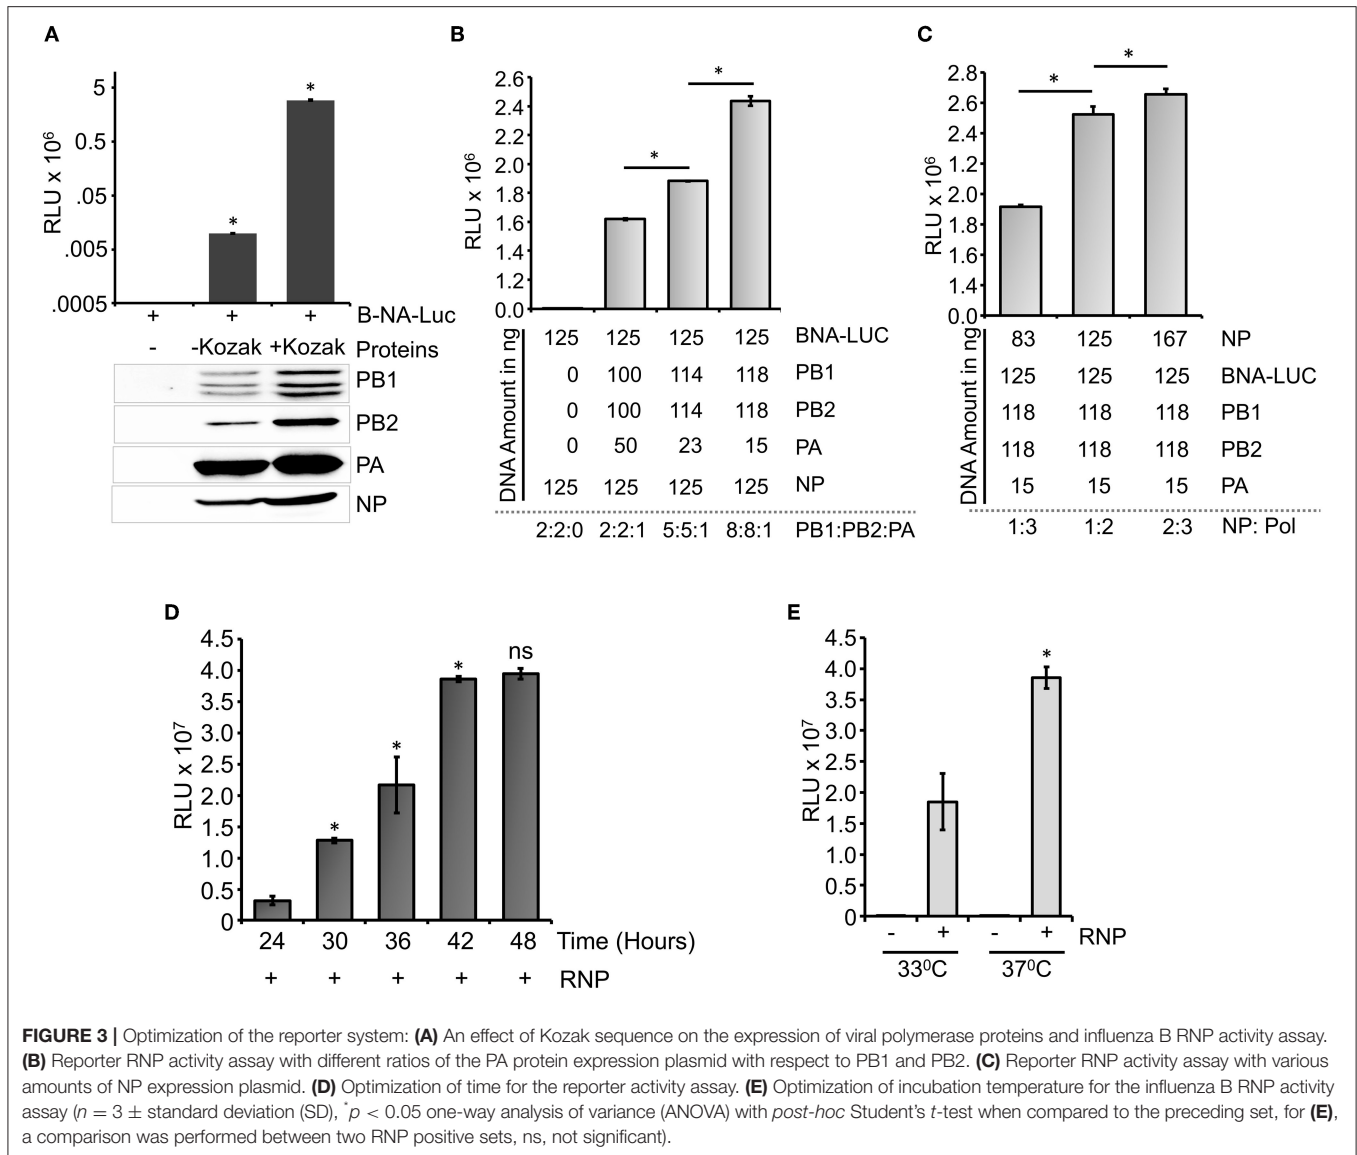 A
5
0.5
.05
.005
.0005
RLU x 10⁶
*
*
+ + + B-NA-Luc
- -Kozak +Kozak Proteins
PB1
PB2
PA
NP
B
2.6
2.4
2.2
2.0
1.8
1.6
1.4
1.2
0.0
RLU x 10⁶
*
*
DNA Amount in ng
125 125 125 125 BNA-LUC
0 100 114 118 PB1
0 100 114 118 PB2
0 50 23 15 PA
125 125 125 125 NP
2:2:0 2:2:1 5:5:1 8:8:1 PB1:PB2:PA
C
2.8
2.6
2.4
1.2
2.0
1.8
1.6
1.4
0.0
RLU x 10⁶
*
*
DNA Amount in ng
83 125 167 NP
125 125 125 BNA-LUC
118 118 118 PB1
118 118 118 PB2
15 15 15 PA
1:3 1:2 2:3 NP: Pol
D
4.5
4.0
3.5
3.0
2.5
2.0
1.5
1.0
0.5
0
RLU x 10⁷
*
*
*
ns
24 30 36 42 48 Time (Hours)
+ + + + + RNP
E
4.5
4.0
3.5
3.0
2.5
2.0
1.5
1.0
0.5
0
RLU x 10⁷
*
- + - + RNP
33⁰C 37⁰C
FIGURE 3 | Optimization of the reporter system: (A) An effect of Kozak sequence on the expression of viral polymerase proteins and influenza B RNP activity assay.
(B) Reporter RNP activity assay with different ratios of the PA protein expression plasmid with respect to PB1 and PB2. (C) Reporter RNP activity assay with various
amounts of NP expression plasmid. (D) Optimization of time for the reporter activity assay. (E) Optimization of incubation temperature for the influenza B RNP activity
assay (n = 3 ± standard deviation (SD), *p < 0.05 one-way analysis of variance (ANOVA) with post-hoc Student's t-test when compared to the preceding set, for (E),
a comparison was performed between two RNP positive sets, ns, not significant).